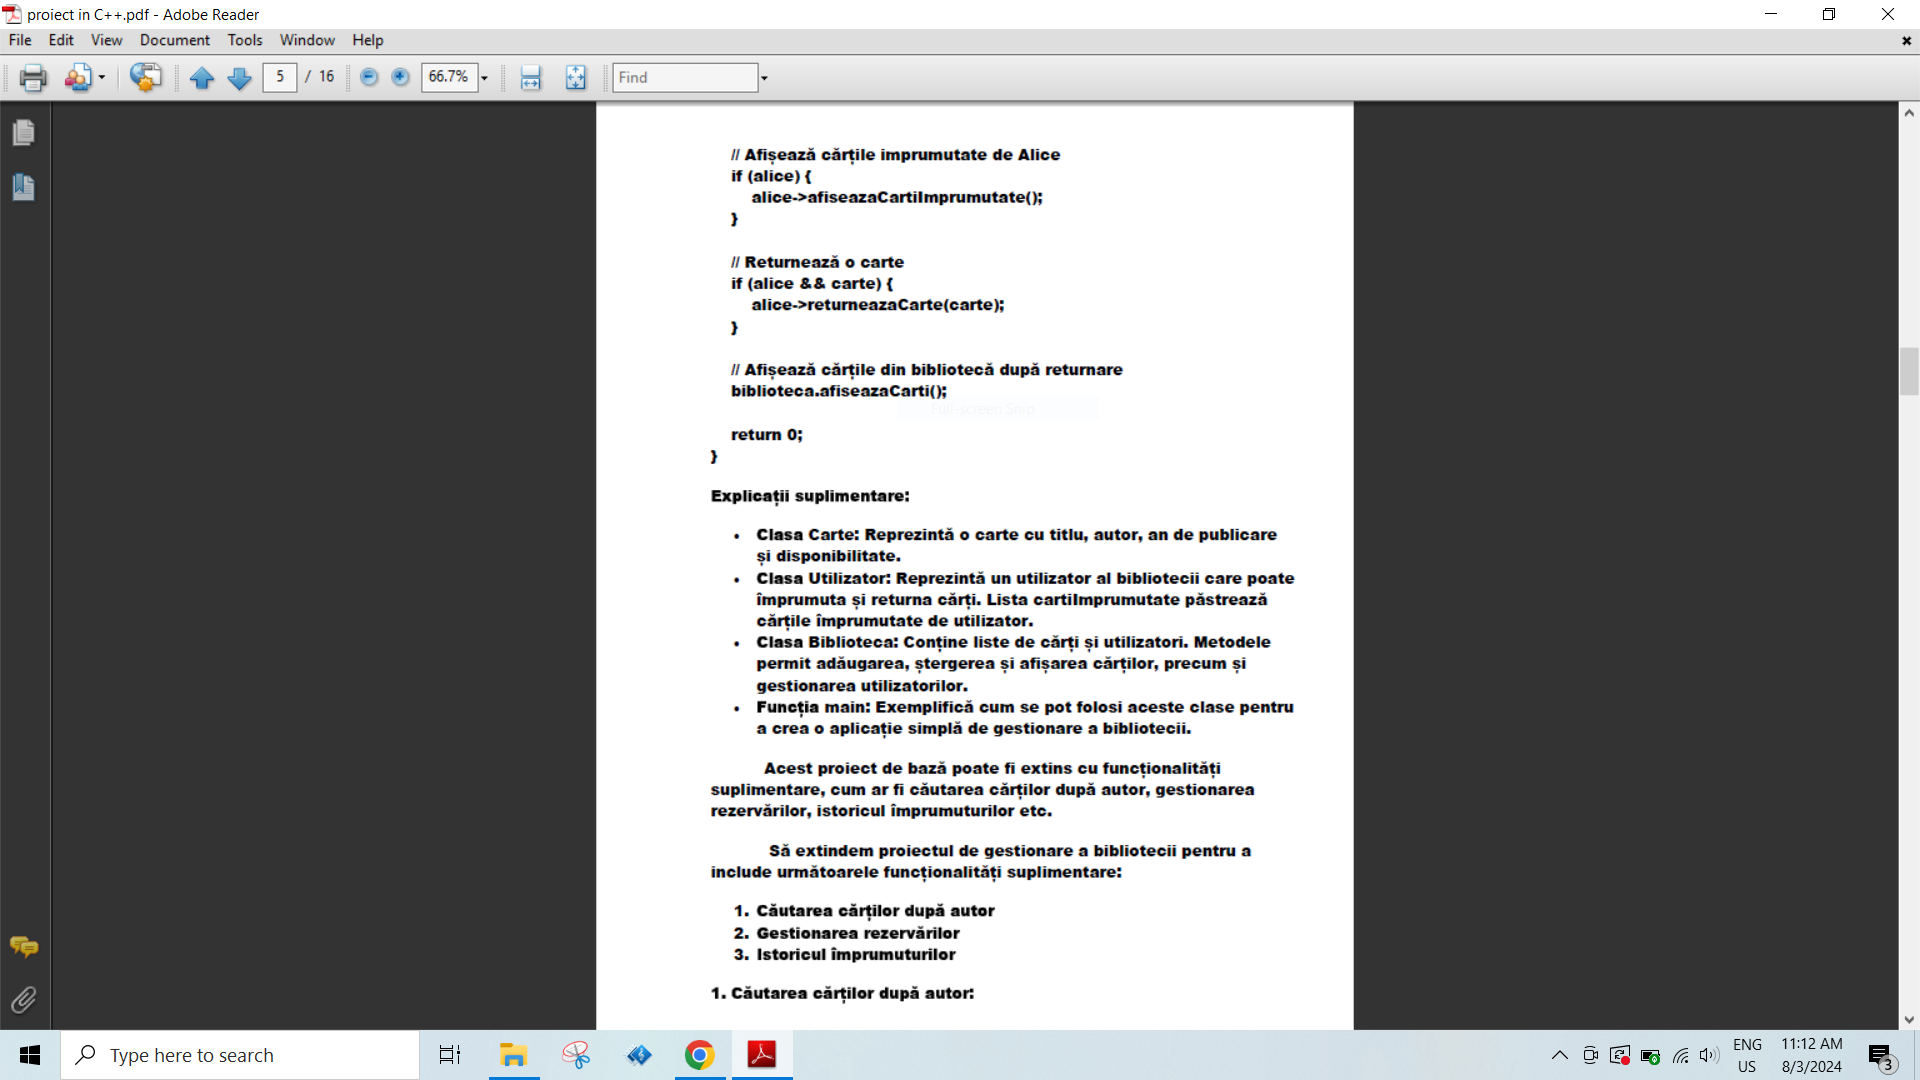 proiect in C++.pdf - Adobe Reader
File Edit View Document Tools Window Help
5 / 16 66.7% Find
// Afișează cărțile imprumutate de Alice
if (alice) {
alice->afiseazaCartiImprumutate();
}
// Returnează o carte
if (alice && carte) {
alice->returneazaCarte(carte);
}
// Afișează cărțile din bibliotecă după returnare
biblioteca.afiseazaCarti();
Full-screen Snip
return 0;
}
Explicații suplimentare:
• Clasa Carte: Reprezintă o carte cu titlu, autor, an de publicare
și disponibilitate.
• Clasa Utilizator: Reprezintă un utilizator al bibliotecii care poate
împrumuta și returna cărți. Lista cartiImprumutate păstrează
cărțile împrumutate de utilizator.
• Clasa Biblioteca: Conține liste de cărți și utilizatori. Metodele
permit adăugarea, ștergerea și afișarea cărților, precum și
gestionarea utilizatorilor.
• Funcția main: Exemplifică cum se pot folosi aceste clase pentru
a crea o aplicație simplă de gestionare a bibliotecii.
Acest proiect de bază poate fi extins cu funcționalități
suplimentare, cum ar fi căutarea cărților după autor, gestionarea
rezervărilor, istoricul împrumuturilor etc.
Să extindem proiectul de gestionare a bibliotecii pentru a
include următoarele funcționalități suplimentare:
1. Căutarea cărților după autor
2. Gestionarea rezervărilor
3. Istoricul împrumuturilor
1. Căutarea cărților după autor:
Type here to search
ENG
US
11:12 AM
8/3/2024
3